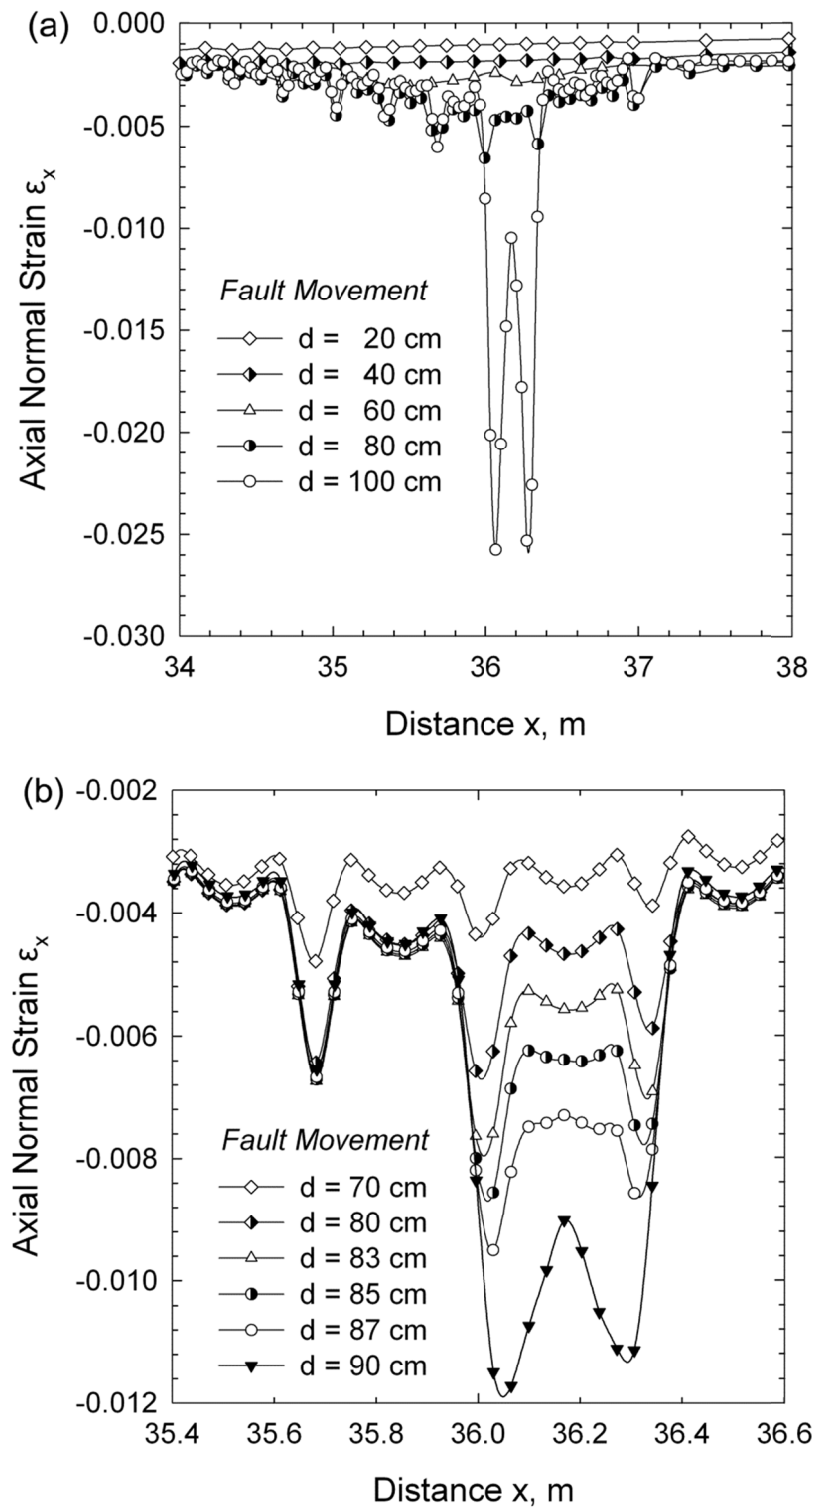 (a)
0.000
-0.005
-0.010
-0.015
-0.020
-0.025
-0.030
Axial Normal Strain εx
Fault Movement
d = 20 cm
d = 40 cm
d = 60 cm
d = 80 cm
d = 100 cm
34 35 36 37 38
Distance x, m
(b)
-0.002
-0.004
-0.006
-0.008
-0.010
-0.012
Axial Normal Strain εx
Fault Movement
d = 70 cm
d = 80 cm
d = 83 cm
d = 85 cm
d = 87 cm
d = 90 cm
35.4 35.6 35.8 36.0 36.2 36.4 36.6
Distance x, m